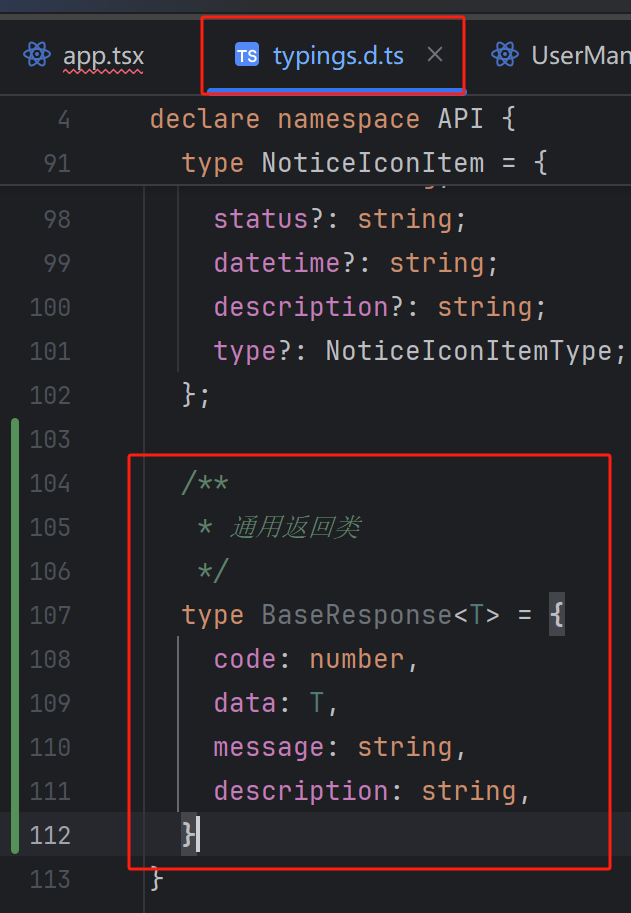 app.tsx TS typings.d.ts × UserMan
4 declare namespace API {
91 type NoticeIconItem = {
98 status?: string;
99 datetime?: string;
100 description?: string;
101 type?: NoticeIconItemType;
102 };
103
104 /**
105 * 通用返回类
106 */
107 type BaseResponse<T> = {
108 code: number,
109 data: T,
110 message: string,
111 description: string,
112 }
113 }